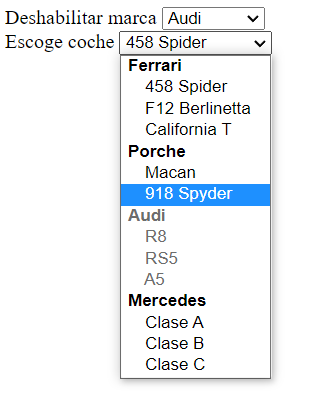 Deshabilitar marca Audi
Escoge coche 458 Spider
Ferrari
458 Spider
F12 Berlinetta
California T
Porche
Macan
918 Spyder
Audi
R8
RS5
A5
Mercedes
Clase A
Clase B
Clase C